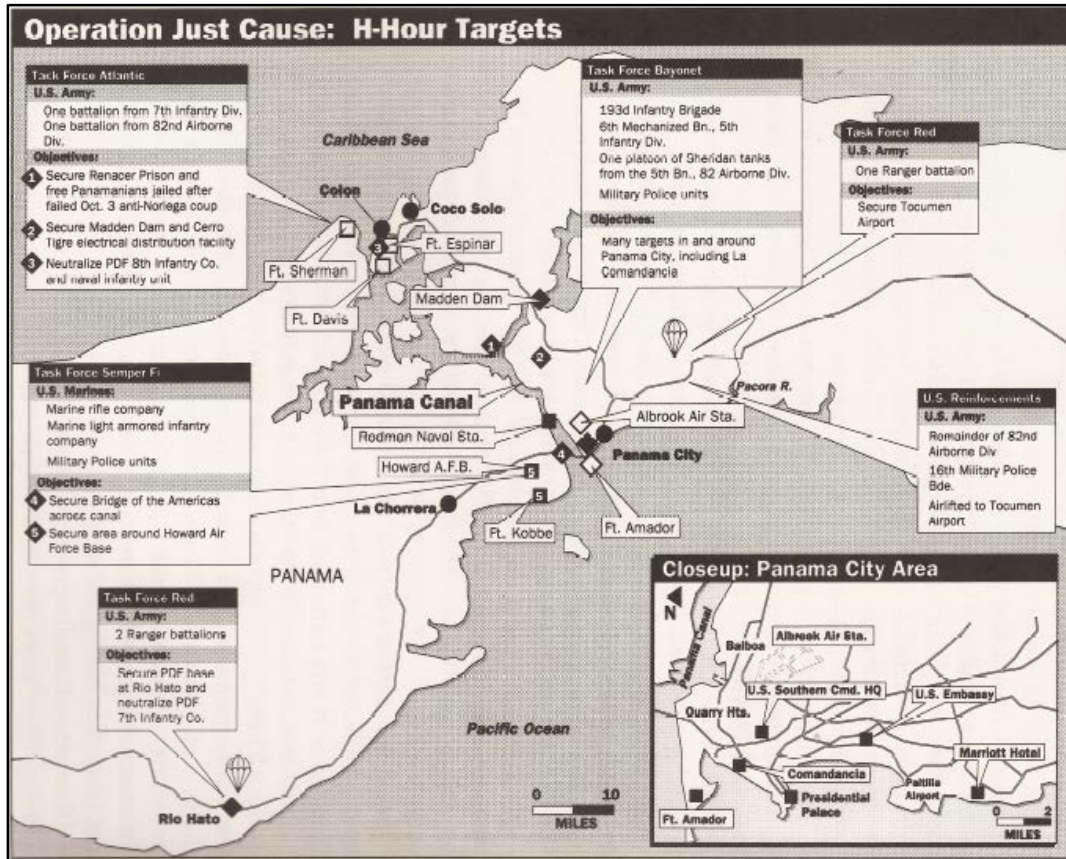 Operation Just Cause: H-Hour Targets
Task Force Atlantic
U.S. Army:
One battalion from 7th Infantry Div.
One battalion from 82nd Airborne
Div.
Objectives:
1 Secure Renacer Prison and
free Panamanians jailed after
failed Oct. 3 anti-Noriega coup
2 Secure Madden Dam and Cerro
Tigre electrical distribution facility
3 Neutralize PDF 8th Infantry Co.
and naval infantry unit
Task Force Bayonet
U.S. Army:
193d Infantry Brigade
6th Mechanized Bn., 5th
Infantry Div.
One platoon of Sheridan tanks
from the 5th Bn., 82 Airborne Div.
Military Police units
Objectives:
Many targets in and around
Panama City, including La
Comandancia
Task Force Red
U.S. Army:
One Ranger battalion
Objectives:
Secure Tocumen
Airport
Caribbean Sea
Colon
Coco Solo
3
Ft. Espinar
Ft. Sherman
Ft. Davis
Madden Dam
1
2
Panama Canal
Rodman Naval Sta.
Albrook Air Sta.
Pacora R.
4
Panama City
Howard A.F.B.
5
La Chorrera
Ft. Kobbe
5
Ft. Amador
Task Force Semper Fi
U.S. Marines:
Marine rifle company
Marine light armored infantry
company
Military Police units
Objectives:
4 Secure Bridge of the Americas
across canal
5 Secure area around Howard Air
Force Base
U.S. Reinforcements
U.S. Army:
Remainder of 82nd
Airborne Div
16th Military Police
Bde.
Airlifted to Tocumen
Airport
PANAMA
Task Force Red
U.S. Army:
2 Ranger battalions
Objectives:
Secure PDF base
at Rio Hato and
neutralize PDF
7th Infantry Co.
Rio Hato
Pacific Ocean
0 10
MILES
Closeup: Panama City Area
N
Panama Canal
Balboa
Albrook Air Sta.
U.S. Southern Cmd. HQ
U.S. Embassy
Quarry Hts.
Marriott Hotel
Comandancia
Paitilla
Airport
Presidential
Palace
Ft. Amador
0 2
MILES